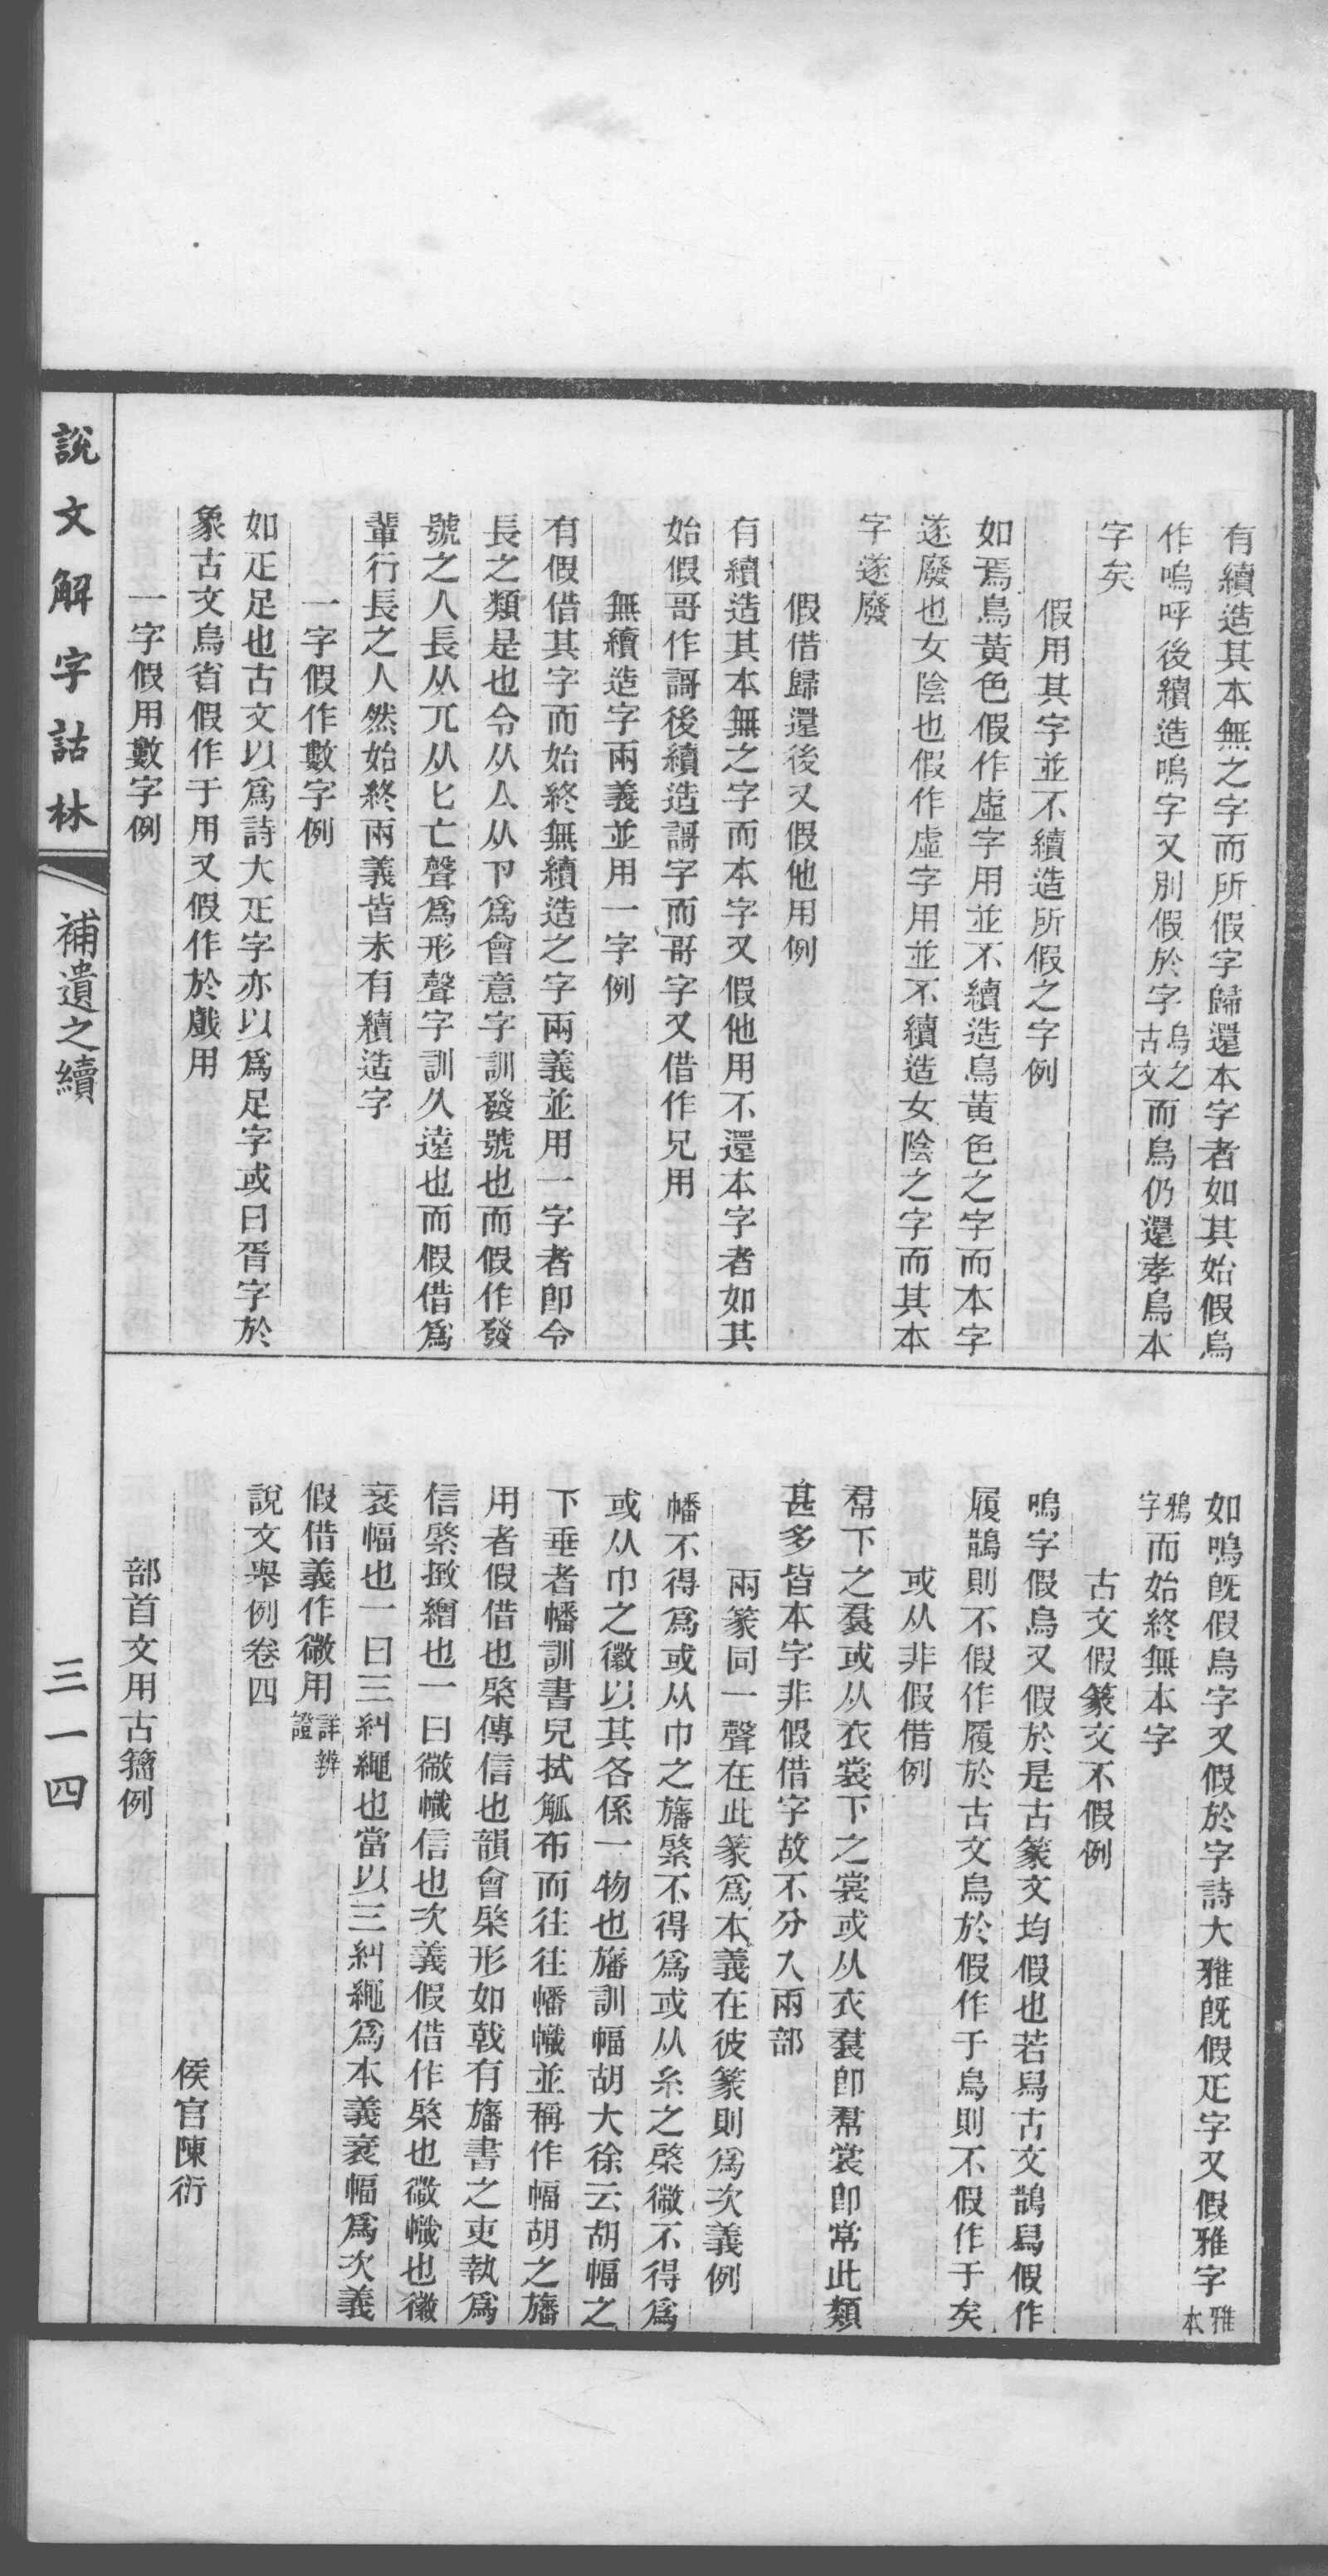 有續造其本無之字而所假字歸還本字者如其始假烏
作嗚呼後續造嗚字又別假於字烏之古文而烏仍還孝烏本
字矣
假用其字並不續造所假之字例
如焉鳥黃色假作虛字用並不續造鳥黃色之字而本字
遂廢也女陰也假作虛字用並不續造女陰之字而其本
字遂廢
假借歸還後又假他用例
有續造其本無之字而本字又假他用不還本字者如其
始假哥作謌後續造謌字而哥字又借作兄用
無續造字兩義並用一字例
有假借其字而始終無續造之字兩義並用一字者卽令
長之類是也令从亼从卪爲會意字訓發號也而假作發
號之人長从兀从匕亡聲爲形聲字訓久遠也而假借爲
輩行長之人然始終兩義皆未有續造字
一字假作數字例
如疋足也古文以爲詩大疋字亦以爲足字或曰胥字於
象古文烏省假作于用又假作於戲用
一字假用數字例
如嗚旣假烏字又假於字詩大雅旣假疋字又假雅字雅本
鴉字而始終無本字
古文假篆文不假例
嗚字假烏又假於是古篆文均假也若舄古文䧿舄假作
履䧿則不假作履於古文烏於假作于烏則不假作于矣
或从非假借例
帬下之裠或从衣裳下之裳或从衣裠卽帬裳卽常此類
甚多皆本字非假借字故不分入兩部
兩篆同一聲在此篆爲本義在彼篆則爲次義例
幡不得爲或从巾之旛綮不得爲或从糸之棨徽不得爲
或从巾之徽以其各係一物也旛訓幅胡大徐云胡幅之
下垂者幡訓書兒拭觚布而往往幡幟並稱作幅胡之旛
用者假借也棨傳信也韻會棨形如戟有旛書之吏執爲
信綮撖繒也一曰徽幟信也次義假借作棨也徽幟也徽
衺幅也一曰三糾繩也當以三糾繩爲本義衺幅爲次義
假借義作徽用詳辨證
說文舉例卷四
侯官陳衍
部首文用古籒例
說文解字詁林
補遺之續
三一四